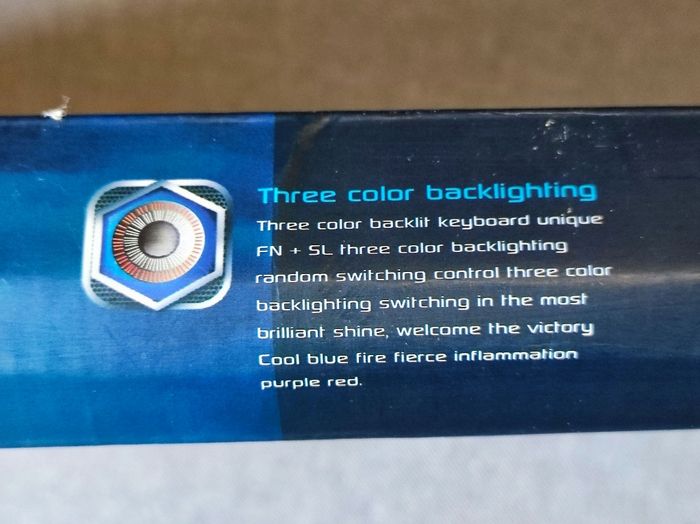 Three color backlighting
Three color backlit keyboard unique
FN + SL three color backlighting
random switching control three color
backlighting switching in the most
brilliant shine, welcome the victory
Cool blue fire fierce inflammation
purple red.